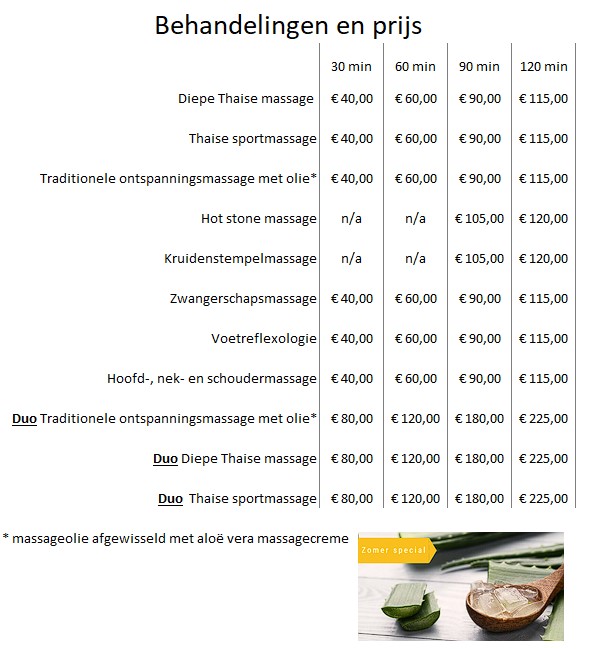 Behandelingen en prijs
30 min 60 min 90 min 120 min
Diepe Thaise massage € 40,00 € 60,00 € 90,00 € 115,00
Thaise sportmassage € 40,00 € 60,00 € 90,00 € 115,00
Traditionele ontspanningsmassage met olie* € 40,00 € 60,00 € 90,00 € 115,00
Hot stone massage n/a n/a € 105,00 € 120,00
Kruidenstempelmassage n/a n/a € 105,00 € 120,00
Zwangerschapsmassage € 40,00 € 60,00 € 90,00 € 115,00
Voetreflexologie € 40,00 € 60,00 € 90,00 € 115,00
Hoofd-, nek- en schoudermassage € 40,00 € 60,00 € 90,00 € 115,00
Duo Traditionele ontspanningsmassage met olie* € 80,00 € 120,00 € 180,00 € 225,00
Duo Diepe Thaise massage € 80,00 € 120,00 € 180,00 € 225,00
Duo Thaise sportmassage € 80,00 € 120,00 € 180,00 € 225,00
* massageolie afgewisseld met aloë vera massagecreme
Zomer special